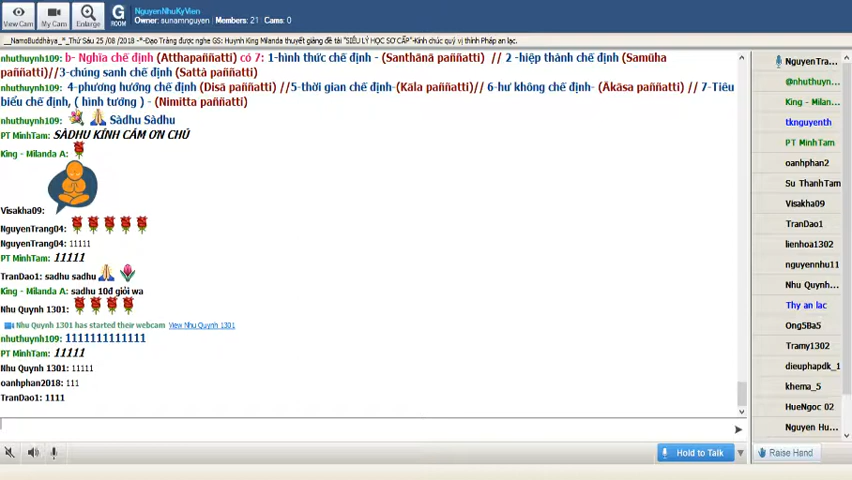 View Cam
My Cam
Enlarge
G
ROOM
NguyenNhuKyVien
Owner: sunamnguyen | Members: 21 | Cams: 0
__NamoBuddhàya_*_Thứ Sáu 25 /08 /2018 -*-Đạo Tràng được nghe GS: Huynh King Milanda thuyết giảng đề tài "SIÊU LÝ HỌC SƠ CẤP"-Kính chúc quý vị thính Pháp an lạc.
nhuthuynh109: b- Nghĩa chế định (Atthapaññatti) có 7: 1-hình thức chế định - (Santhānā paññatti) // 2 -hiệp thành chế định (Samūha
paññatti)//3-chúng sanh chế định (Sattà paññatti)
nhuthuynh109: 4-phương hướng chế định (Disā paññatti) //5-thời gian chế định-(Kāla paññatti)// 6-hư không chế định- (Ākāsa paññatti) // 7-Tiêu
biểu chế định, ( hình tướng ) - (Nimitta paññatti)
nhuthuynh109: Sàdhu Sàdhu
PT MinhTam: SÀDHU KÍNH CÁM ƠN CHÚ
King - Milanda A:
Visakha09:
NguyenTrang04:
NguyenTrang04: 11111
PT MinhTam: 11111
TranDao1: sadhu sadhu
King - Milanda A: sadhu 10đ giỏi wa
Nhu Quynh 1301:
Nhu Quynh 1301 has started their webcam View Nhu Quynh 1301
nhuthuynh109: 1111111111111
PT MinhTam: 11111
Nhu Quynh 1301: 11111
oanhphan2018: 111
TranDao1: 1111
Hold to Talk
NguyenTra...
@nhuthuyn...
King - Milan...
tknguyenth
PT MinhTam
oanhphan2
Su ThanhTam
Visakha09
TranDao1
lienhoa1302
nguyennhu11
Nhu Quynh...
Thy an lac
Ong5Ba5
Tramy1302
dieuphapdk_1
khema_5
HueNgoc 02
Nguyen Hu...
Raise Hand